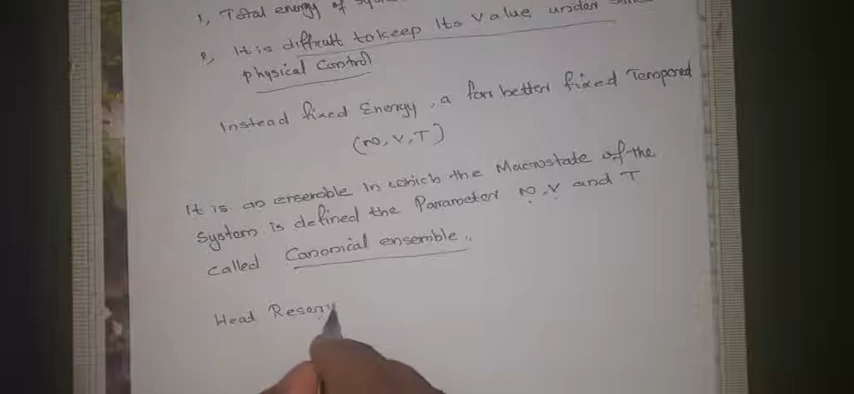 1, Total energy of
2, It is difficult to keep Its Value under
physical Control
Instead fixed Energy, a far better fixed
(N, V, T)
It is an ensemble in which the Macrostate of the
System is defined the Parameter N, V and T
called Canonical ensemble.
Head Reserv